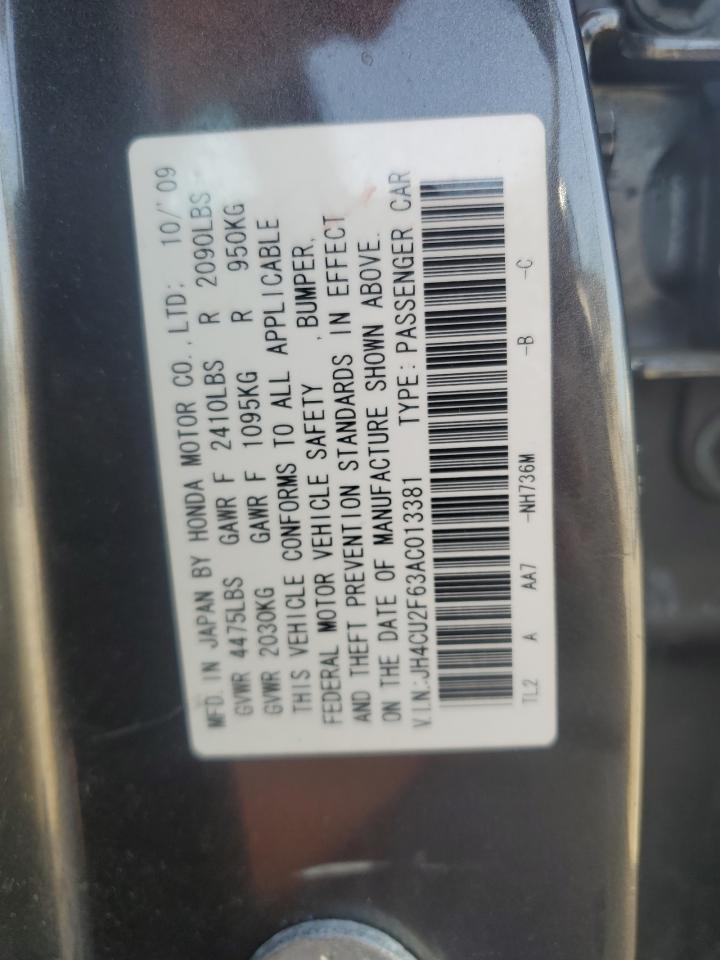 MFD. IN JAPAN BY HONDA MOTOR CO., LTD: 10/'09
GVWR 4475LBS GAWR F 2410LBS R 2090LBS
GVWR 2030KG GAWR F 1095KG R 950KG
THIS VEHICLE CONFORMS TO ALL APPLICABLE
FEDERAL MOTOR VEHICLE SAFETY , BUMPER,
AND THEFT PREVENTION STANDARDS IN EFFECT
ON THE DATE OF MANUFACTURE SHOWN ABOVE.
V.I.N.:JH4CU2F63AC013381 TYPE: PASSENGER CAR
TL2 A AA7 -NH736M -B -C